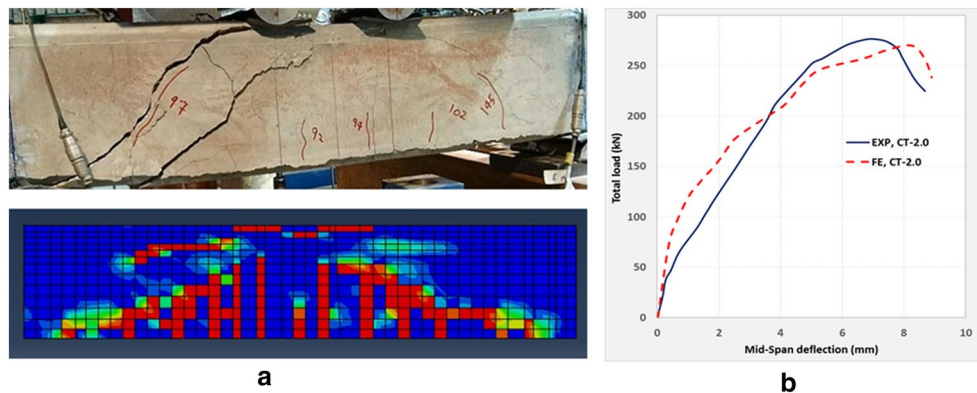 97
92
94
102
145
a
300
250
200
150
100
50
0
0 2 4 6 8 10
Total load (kN)
EXP, CT-2.0
FE, CT-2.0
Mid-Span deflection (mm)
b